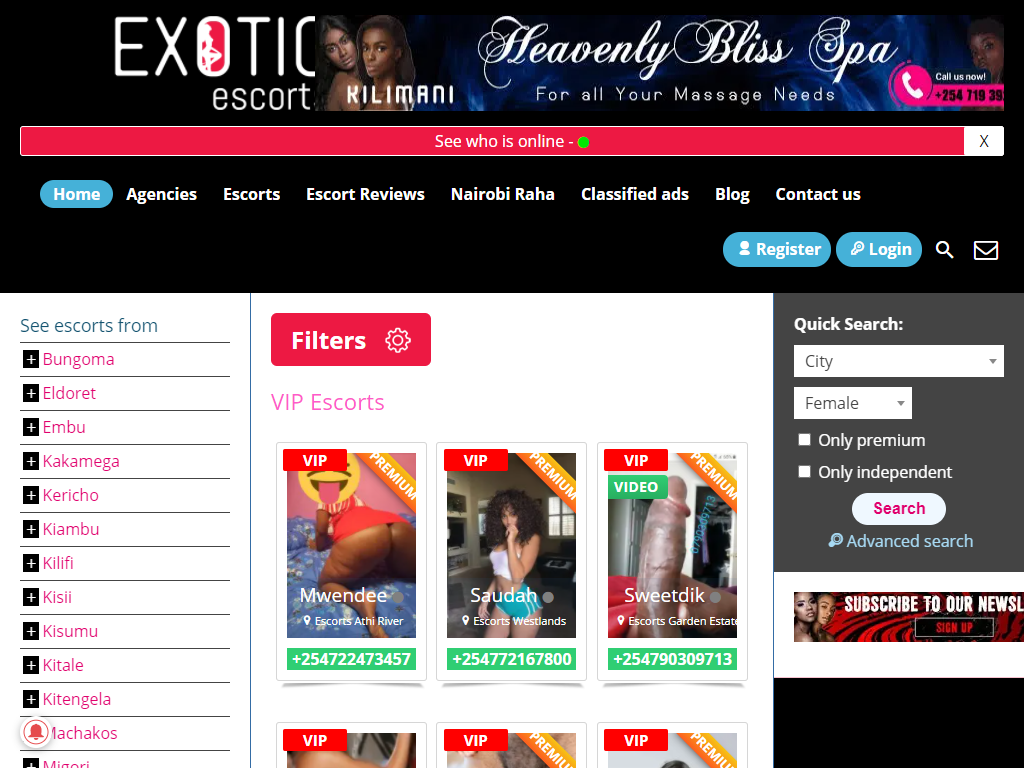 EXOTIC
escort
Heavenly Bliss Spa
KILIMANI
For all Your Massage Needs
Call us now!
+254 719 39
See who is online -
X
Home
Agencies
Escorts
Escort Reviews
Nairobi Raha
Classified ads
Blog
Contact us
Register
Login
See escorts from
Bungoma
Eldoret
Embu
Kakamega
Kericho
Kiambu
Kilifi
Kisii
Kisumu
Kitale
Kitengela
Machakos
Migori
Filters
VIP Escorts
VIP
PREMIUM
Mwendee
Escorts Athi River
+254722473457
VIP
PREMIUM
Saudah
Escorts Westlands
+254772167800
VIP
PREMIUM
VIDEO
0790309713
Sweetdik
Escorts Garden Estate
+254790309713
VIP
VIP
PREMIUM
VIP
PREMIUM
Quick Search:
City
Female
Only premium
Only independent
Search
Advanced search
SUBSCRIBE TO OUR NEWSL
SIGN UP